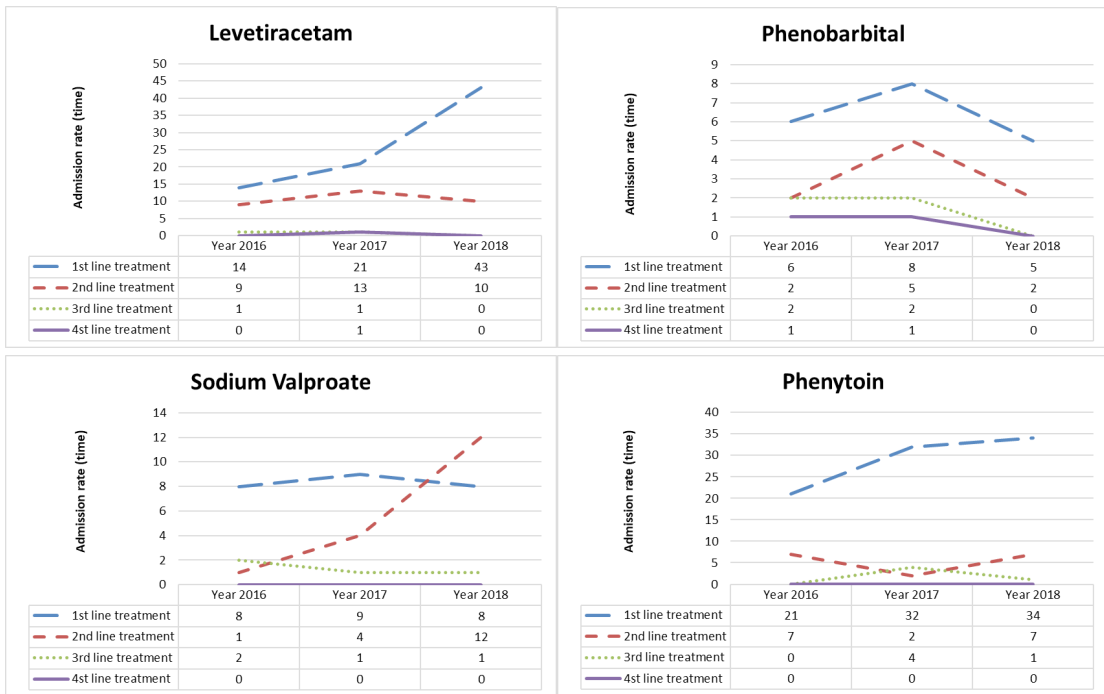 Levetiracetam
Admission rate (time)
50
45
40
35
30
25
20
15
10
5
0
Year 2016 Year 2017 Year 2018
1st line treatment 14 21 43
2nd line treatment 9 13 10
3rd line treatment 1 1 0
4st line treatment 0 1 0
Phenobarbital
Admission rate (time)
9
8
7
6
5
4
3
2
1
0
Year 2016 Year 2017 Year 2018
1st line treatment 6 8 5
2nd line treatment 2 5 2
3rd line treatment 2 2 0
4st line treatment 1 1 0
Sodium Valproate
Admission rate (time)
14
12
10
8
6
4
2
0
Year 2016 Year 2017 Year 2018
1st line treatment 8 9 8
2nd line treatment 1 4 12
3rd line treatment 2 1 1
4st line treatment 0 0 0
Phenytoin
Admission rate (time)
40
35
30
25
20
15
10
5
0
Year 2016 Year 2017 Year 2018
1st line treatment 21 32 34
2nd line treatment 7 2 7
3rd line treatment 0 4 1
4st line treatment 0 0 0